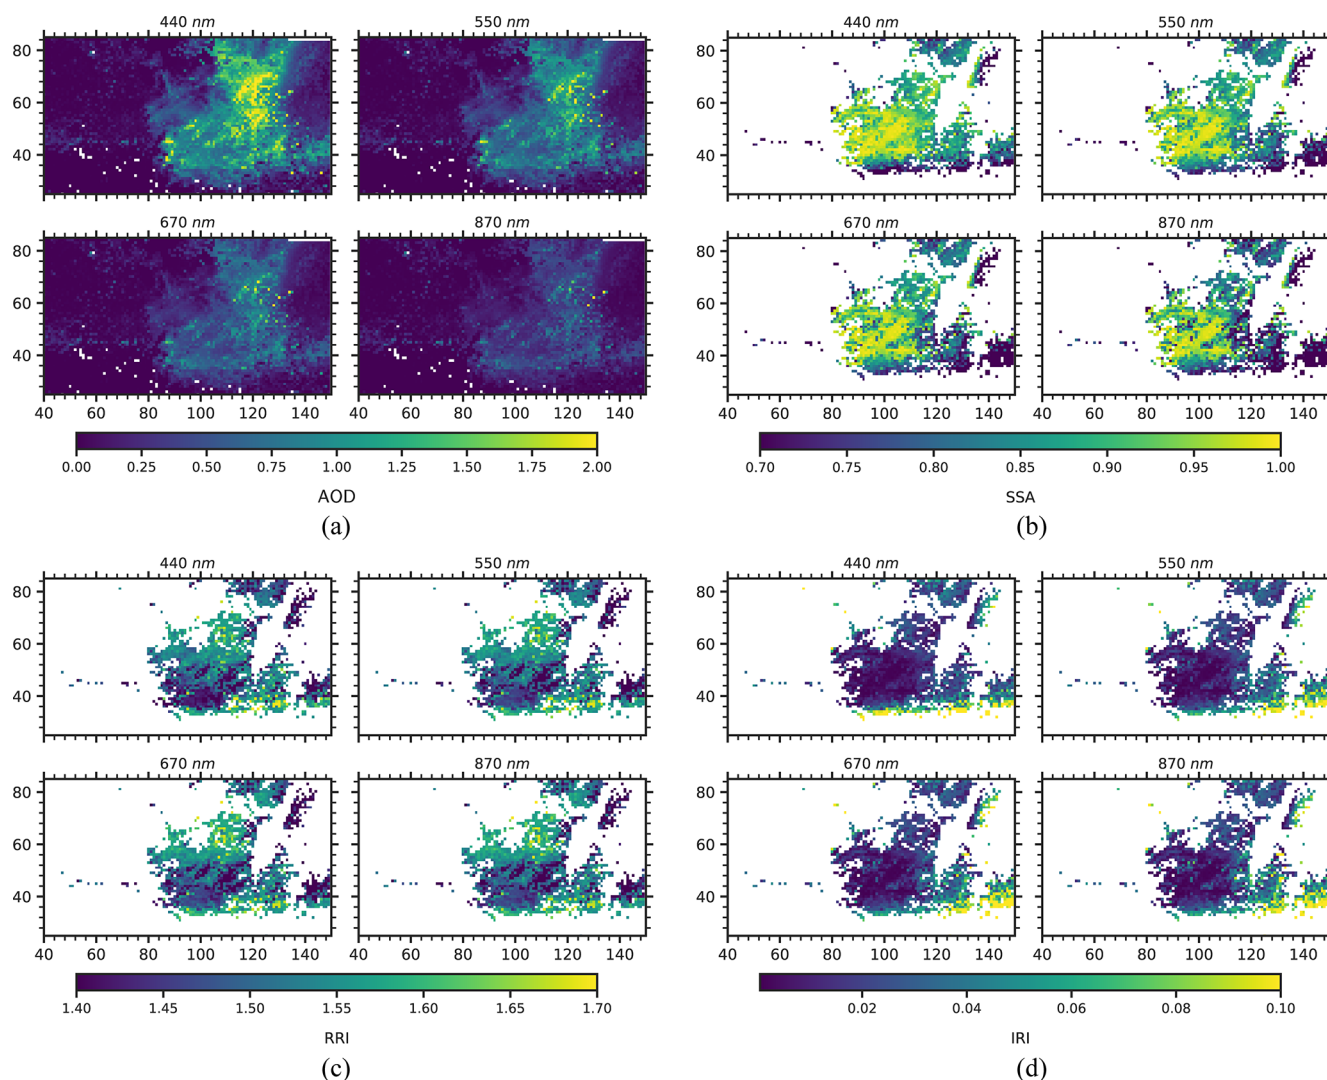 440 nm 550 nm 440 nm 550 nm
80 80
60 60
40 40
670 nm 870 nm 670 nm 870 nm
80 80
60 60
40 40
40 60 80 100 120 140 40 60 80 100 120 140 40 60 80 100 120 140 40 60 80 100 120 140
0.00 0.25 0.50 0.75 1.00 1.25 1.50 1.75 2.00 0.70 0.75 0.80 0.85 0.90 0.95 1.00
AOD SSA
(a) (b)
440 nm 550 nm 440 nm 550 nm
80 80
60 60
40 40
670 nm 870 nm 670 nm 870 nm
80 80
60 60
40 40
40 60 80 100 120 140 40 60 80 100 120 140 40 60 80 100 120 140 40 60 80 100 120 140
1.40 1.45 1.50 1.55 1.60 1.65 1.70 0.02 0.04 0.06 0.08 0.10
RRI IRI
(c) (d)